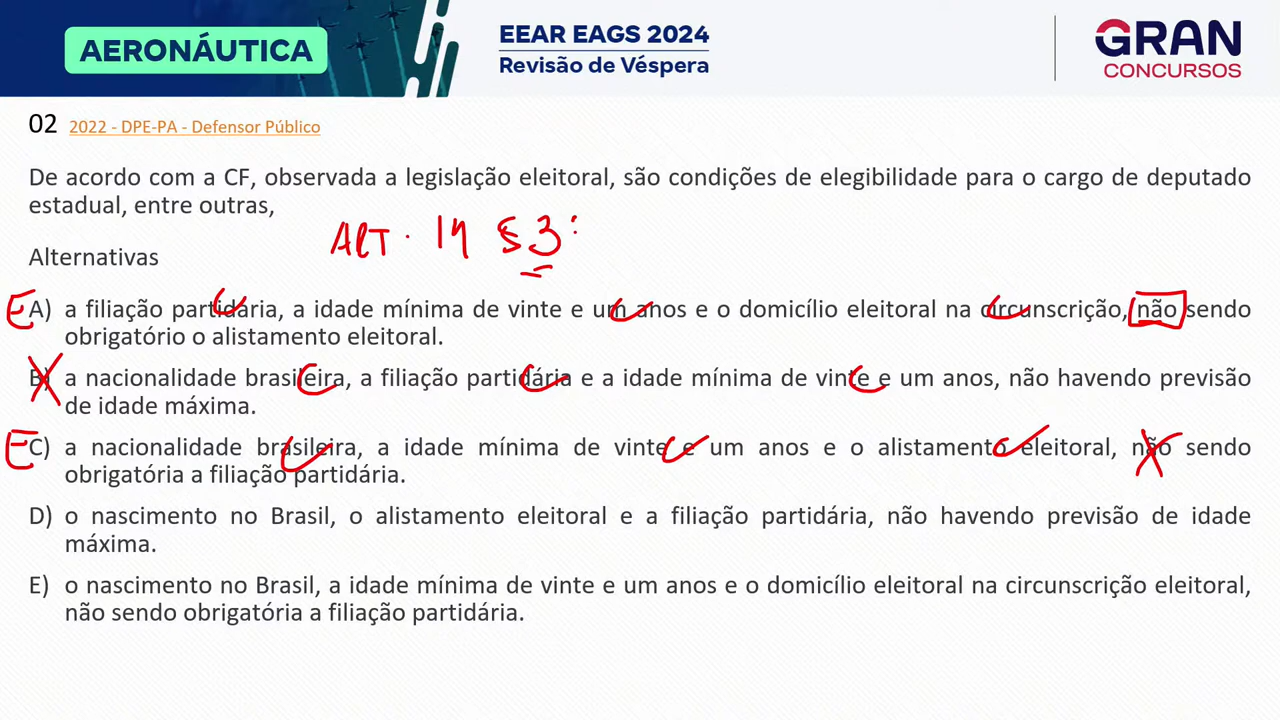 AERONÁUTICA
EEAR EAGS 2024
Revisão de Véspera
GRAN
CONCURSOS
02 2022 - DPE-PA - Defensor Público
De acordo com a CF, observada a legislação eleitoral, são condições de elegibilidade para o cargo de deputado
estadual, entre outras,
ART. 14 § 3:
Alternativas
E A) a filiação partidária, a idade mínima de vinte e um anos e o domicílio eleitoral na circunscrição, não sendo
obrigatório o alistamento eleitoral.
B) a nacionalidade brasileira, a filiação partidária e a idade mínima de vinte e um anos, não havendo previsão
de idade máxima.
E C) a nacionalidade brasileira, a idade mínima de vinte e um anos e o alistamento eleitoral, não sendo
obrigatória a filiação partidária.
D) o nascimento no Brasil, o alistamento eleitoral e a filiação partidária, não havendo previsão de idade
máxima.
E) o nascimento no Brasil, a idade mínima de vinte e um anos e o domicílio eleitoral na circunscrição eleitoral,
não sendo obrigatória a filiação partidária.